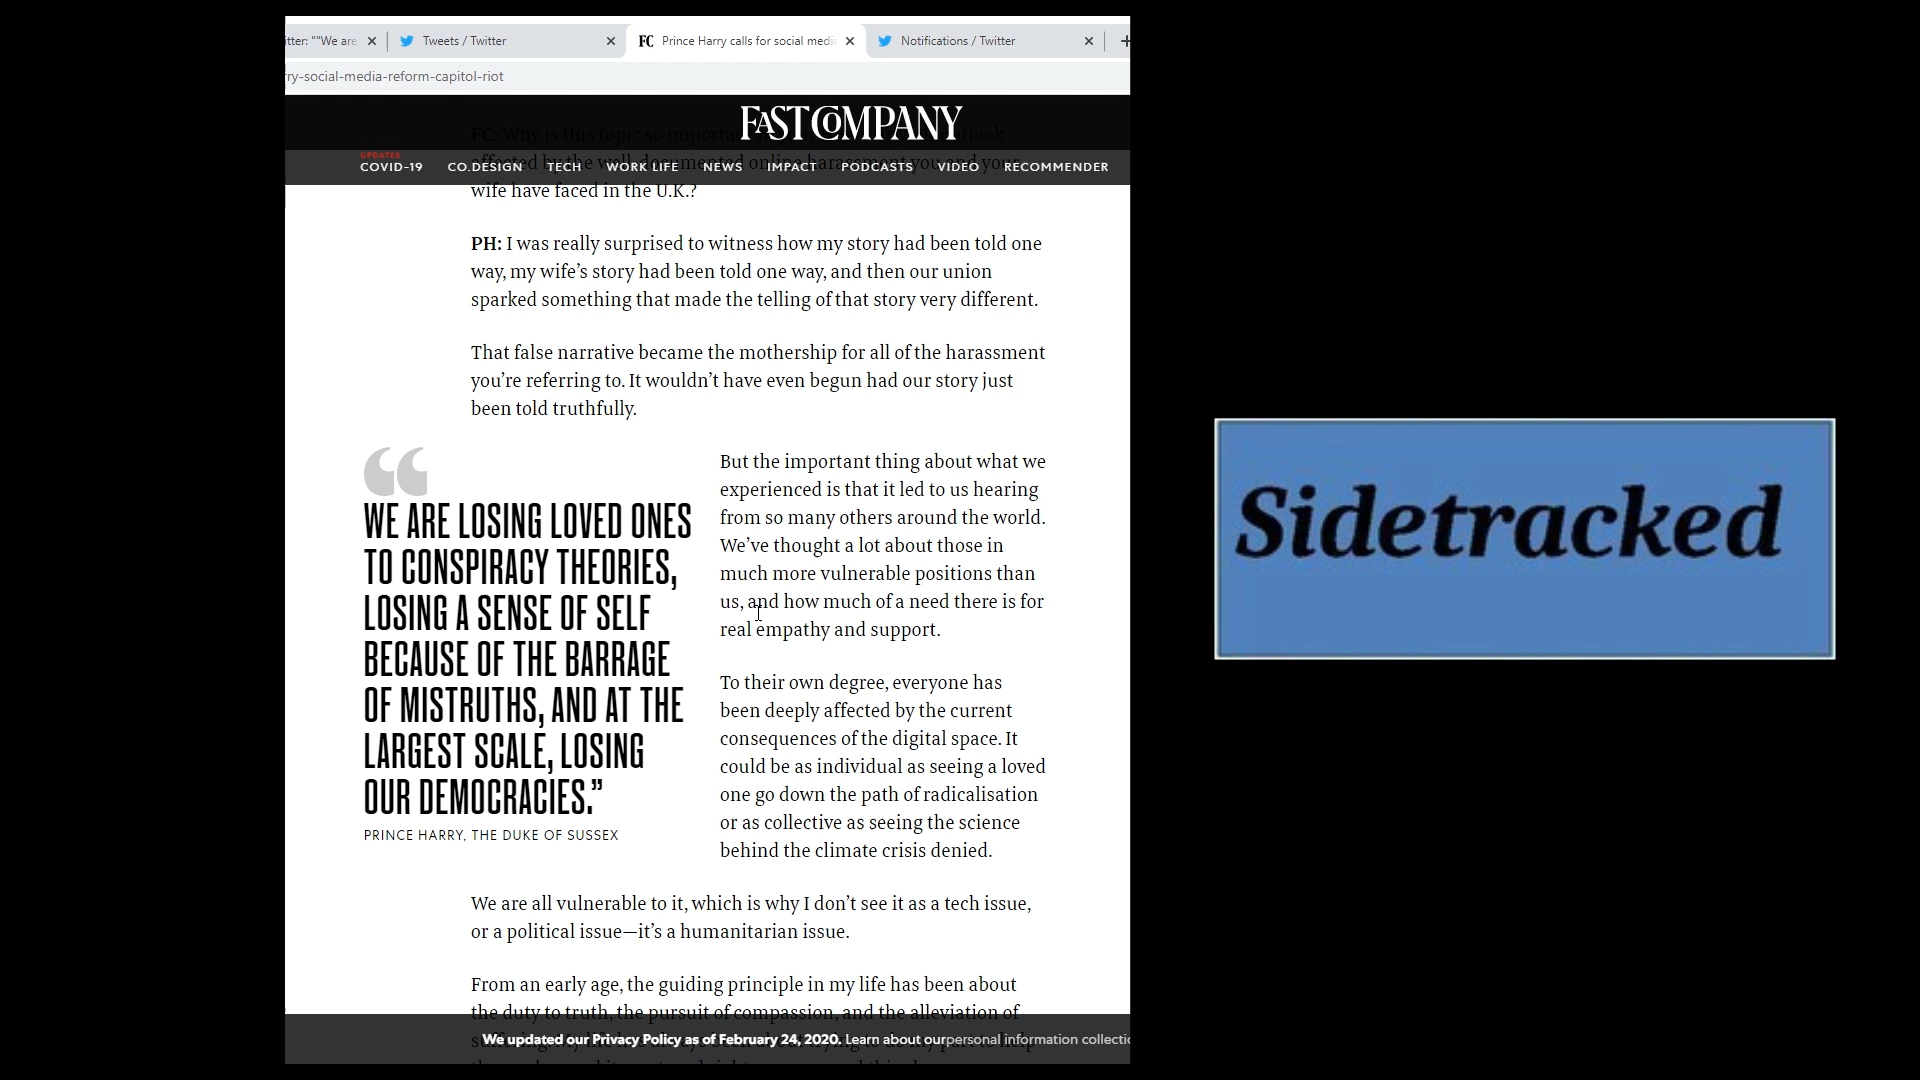 itter: ""We are
Tweets / Twitter
FC Prince Harry calls for social media
Notifications / Twitter
ry-social-media-reform-capitol-riot
FAST COMPANY
FC: Why is this topic so important outlook
affected by the well-documented online harassment you and your
UPDATES
COVID-19 CO.DESIGN TECH WORK LIFE NEWS IMPACT PODCASTS VIDEO RECOMMENDER
wife have faced in the U.K.?
PH: I was really surprised to witness how my story had been told one
way, my wife’s story had been told one way, and then our union
sparked something that made the telling of that story very different.
That false narrative became the mothership for all of the harassment
you’re referring to. It wouldn’t have even begun had our story just
been told truthfully.
“
WE ARE LOSING LOVED ONES
TO CONSPIRACY THEORIES,
LOSING A SENSE OF SELF
BECAUSE OF THE BARRAGE
OF MISTRUTHS, AND AT THE
LARGEST SCALE, LOSING
OUR DEMOCRACIES.”
PRINCE HARRY, THE DUKE OF SUSSEX
But the important thing about what we
experienced is that it led to us hearing
from so many others around the world.
We’ve thought a lot about those in
much more vulnerable positions than
us, and how much of a need there is for
real empathy and support.
To their own degree, everyone has
been deeply affected by the current
consequences of the digital space. It
could be as individual as seeing a loved
one go down the path of radicalisation
or as collective as seeing the science
behind the climate crisis denied.
We are all vulnerable to it, which is why I don’t see it as a tech issue,
or a political issue—it’s a humanitarian issue.
From an early age, the guiding principle in my life has been about
the duty to truth, the pursuit of compassion, and the alleviation of
We updated our Privacy Policy as of February 24, 2020. Learn about our personal information collectio
Sidetracked